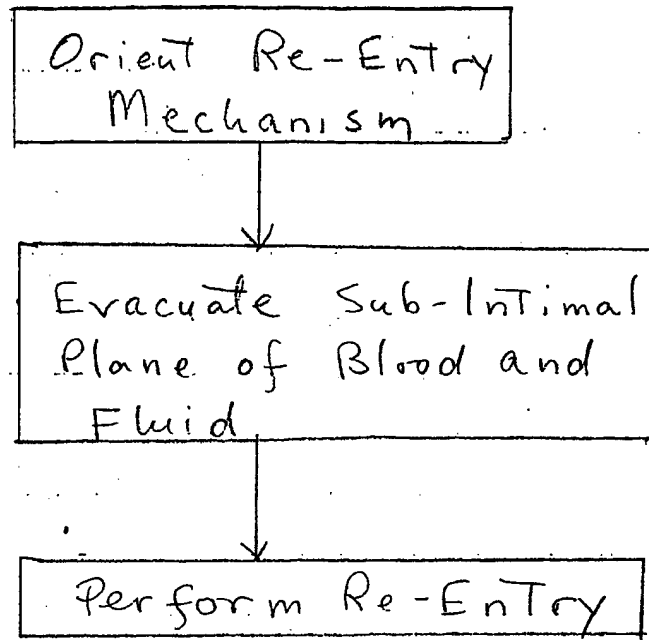 Orient Re-Entry
Mechanism
Evacuate Sub-Intimal
Plane of Blood and
Fluid
Perform Re-Entry